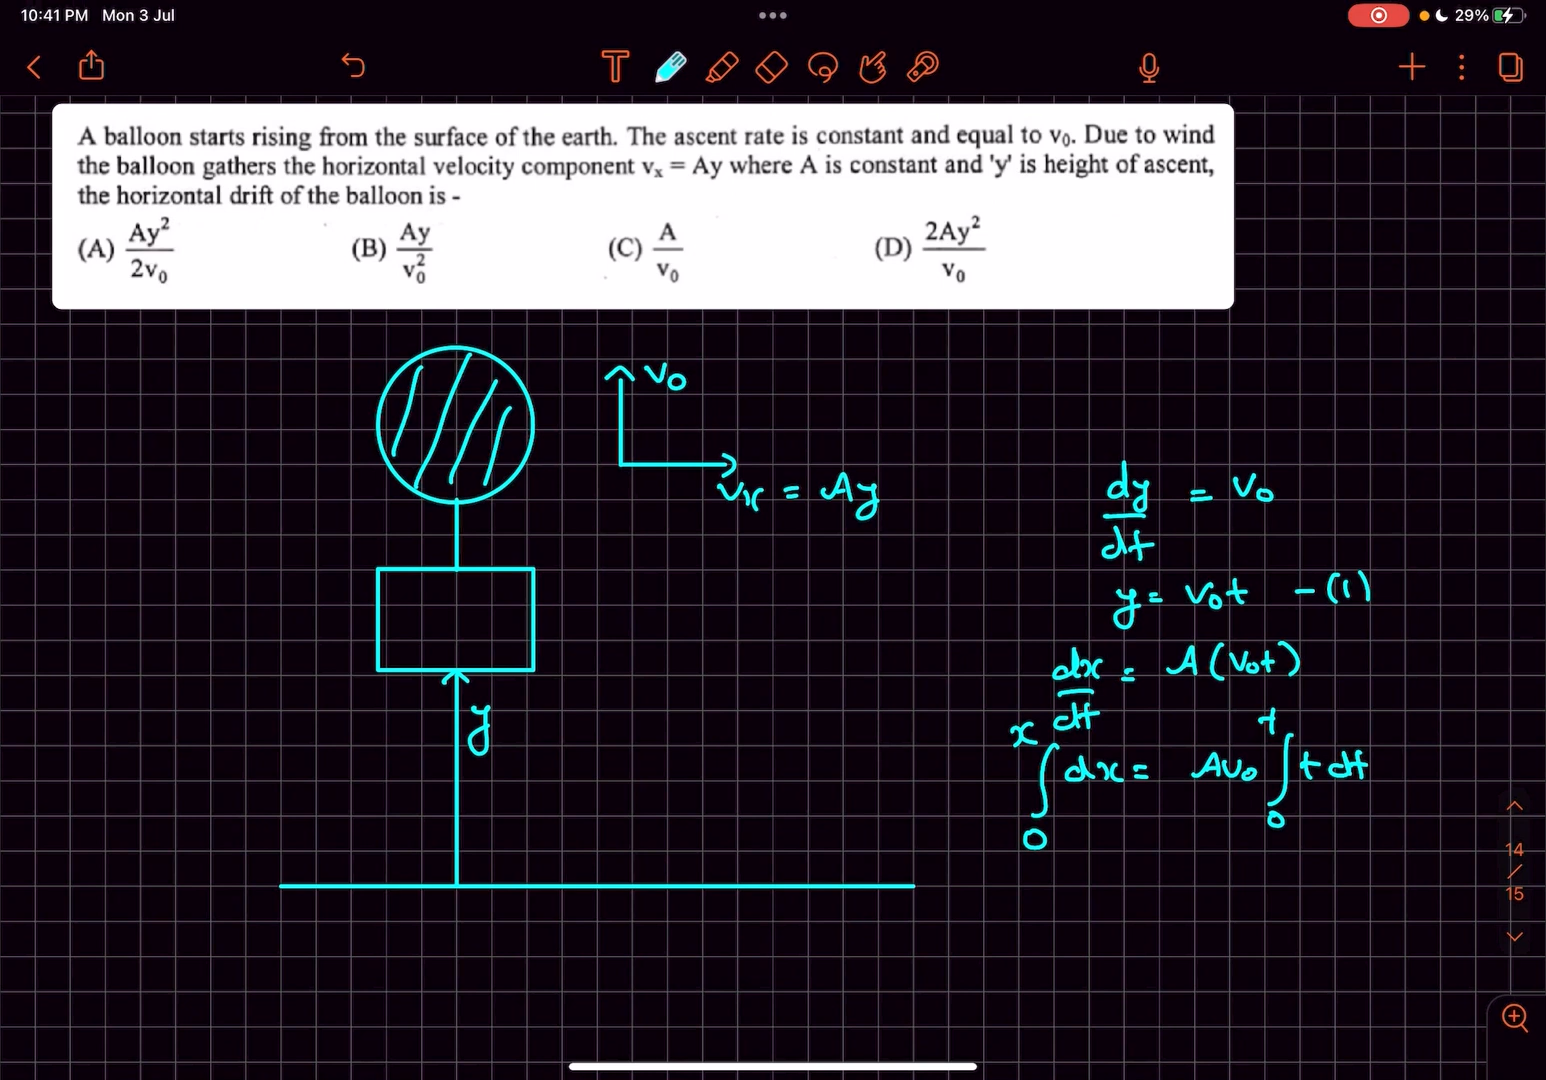 10:41 PM Mon 3 Jul
29%
T
A balloon starts rising from the surface of the earth. The ascent rate is constant and equal to v₀. Due to wind
the balloon gathers the horizontal velocity component vₓ = Ay where A is constant and 'y' is height of ascent,
the horizontal drift of the balloon is -
(A) Ay²/2v₀ (B) Ay/v₀² (C) A/v₀ (D) 2Ay²/v₀
v₀
vₓ = Ay
dy/dt = v₀
y = v₀t -(1)
dx/dt = A(v₀t)
∫₀ˣ dx = Av₀ ∫₀ᵗ t dt
y
14
/
15